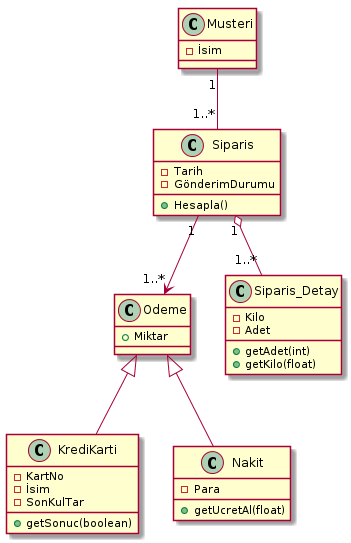 C Musteri
İsim
1
1..*
C Siparis
Tarih
GönderimDurumu
Hesapla()
1
1
1..*
1..*
C Siparis_Detay
Kilo
Adet
getAdet(int)
getKilo(float)
C Odeme
Miktar
C KrediKarti
KartNo
İsim
SonKulTar
getSonuc(boolean)
C Nakit
Para
getUcretAl(float)